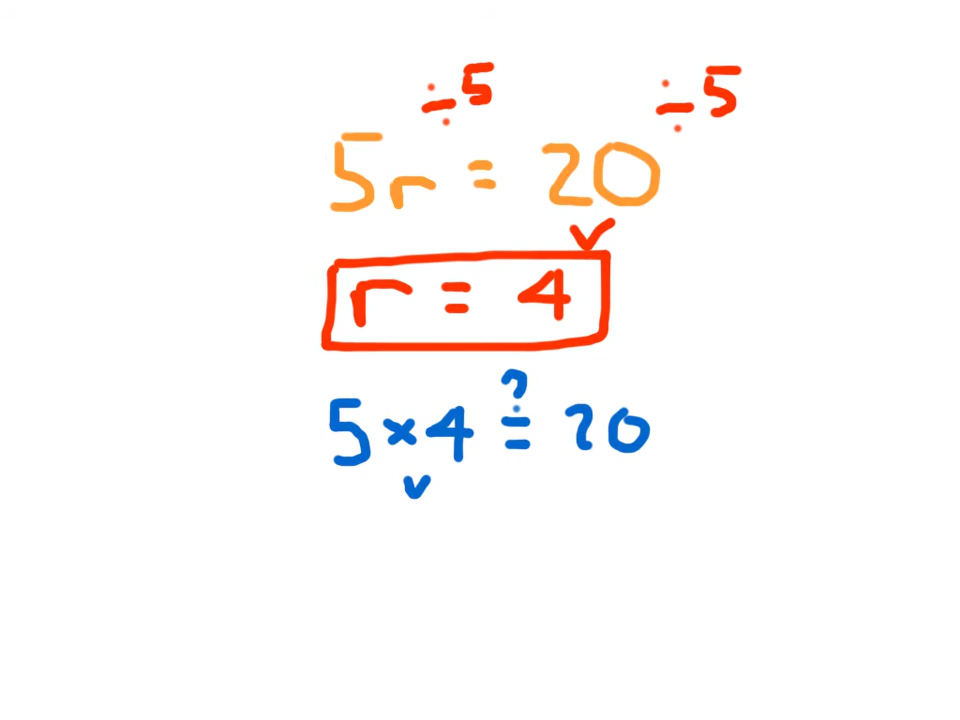 ÷5 ÷5
5r = 20
r = 4
?
5×4 = 20